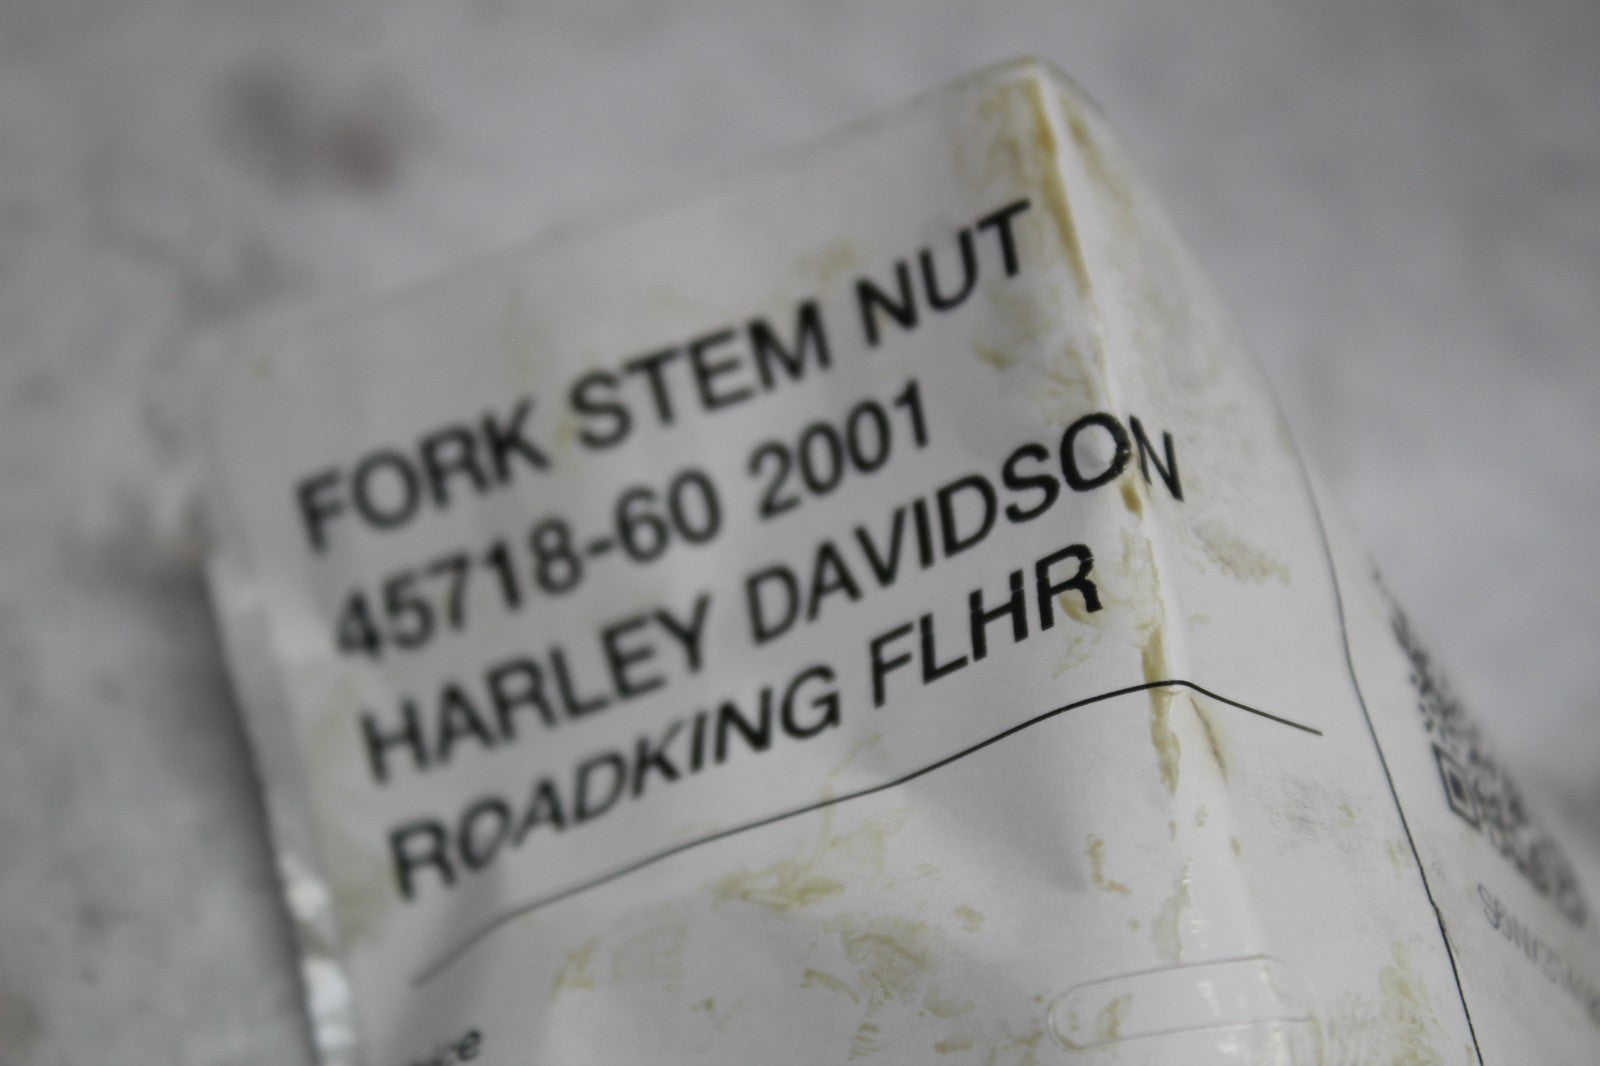 FORK STEM NUT
45718-60 2001
HARLEY DAVIDSON
ROADKING FLHR